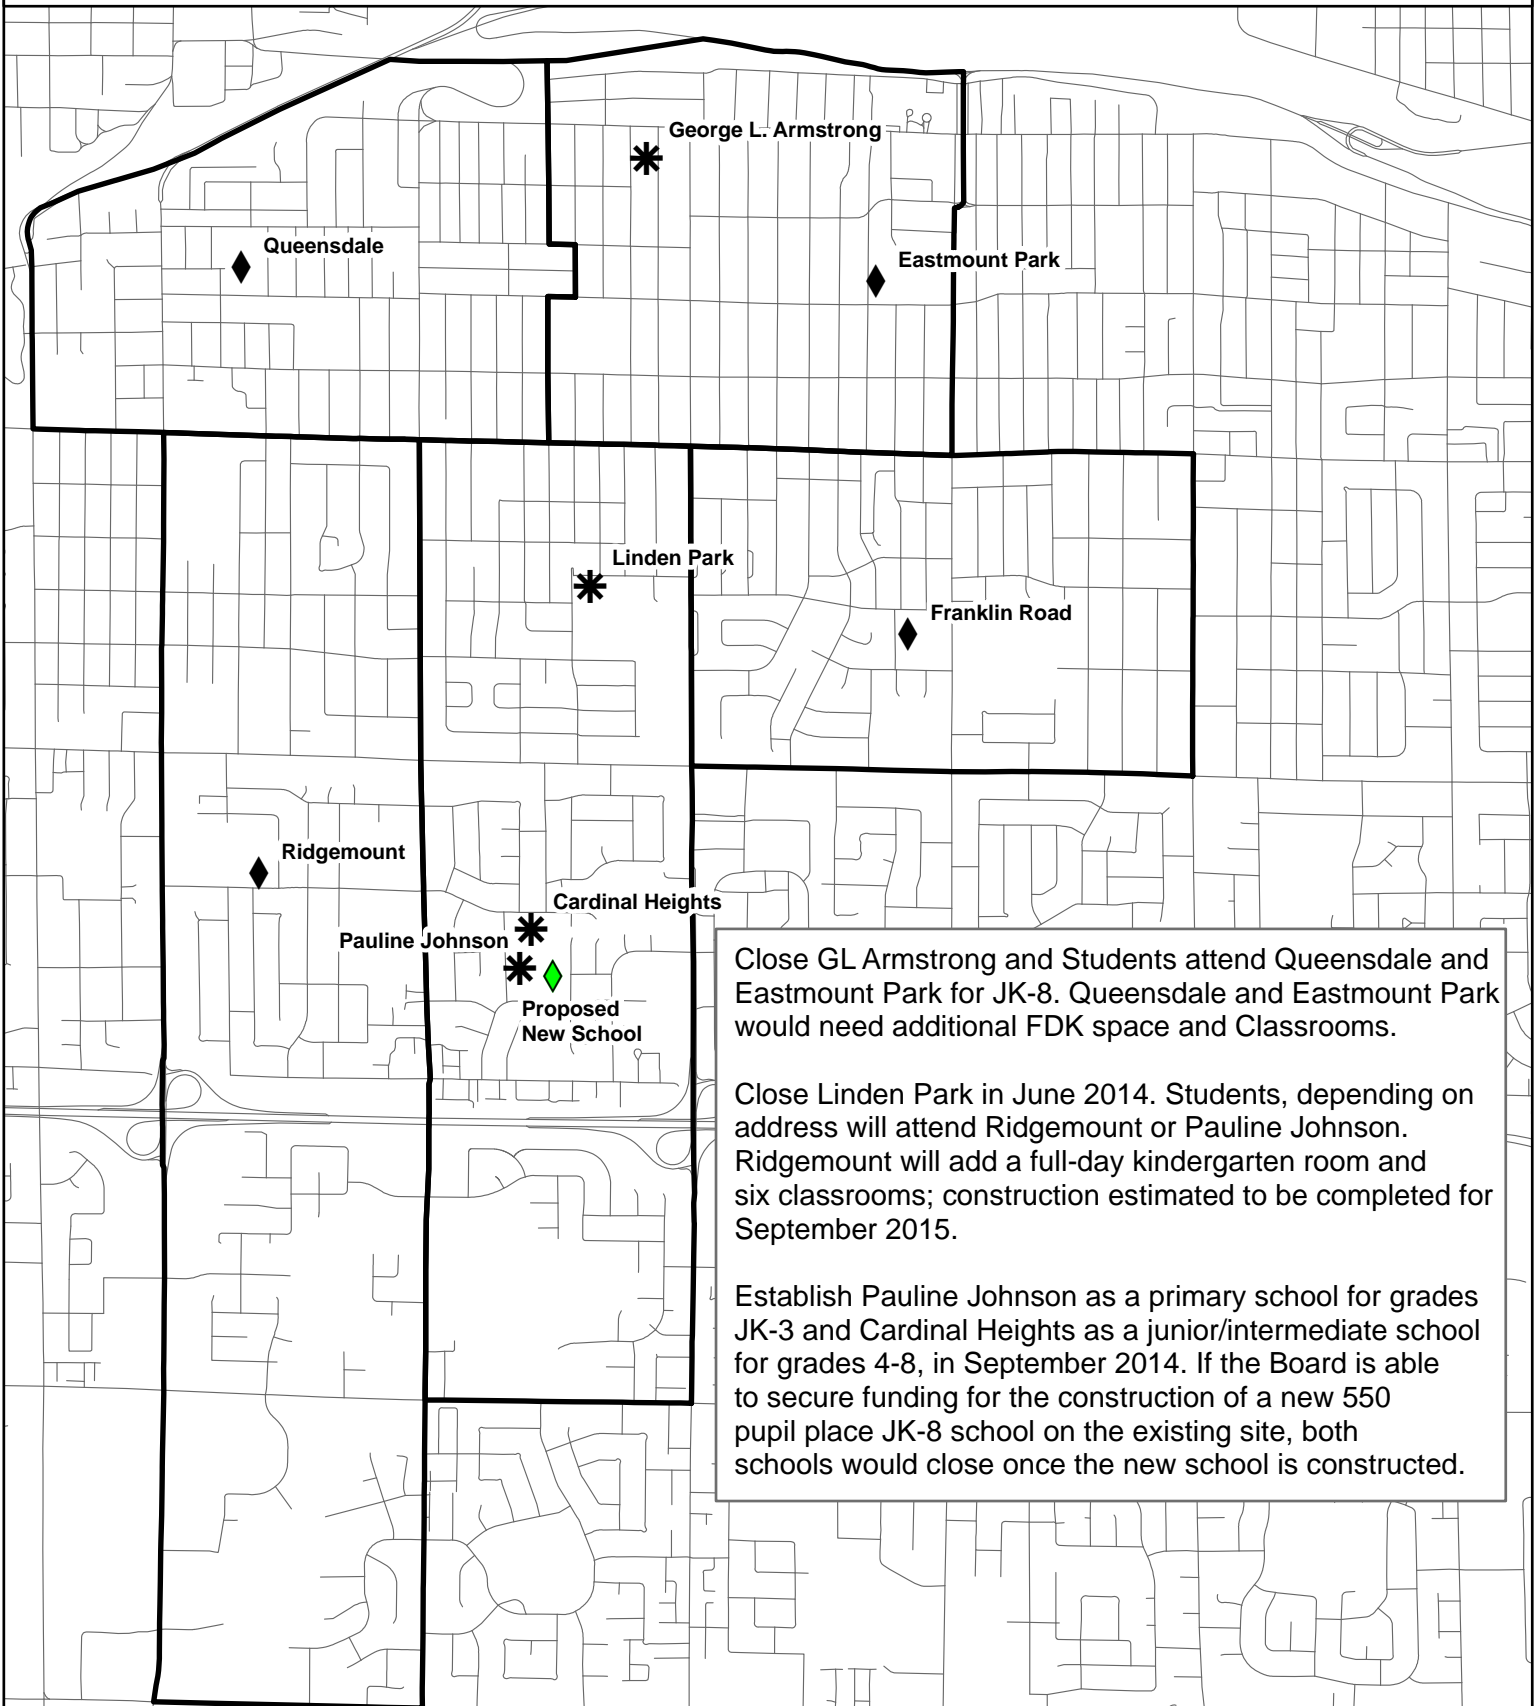 George L. Armstrong
Queensdale
Eastmount Park
Linden Park
Franklin Road
Ridgemount
Cardinal Heights
Pauline Johnson
Proposed
New School
Close GL Armstrong and Students attend Queensdale and
Eastmount Park for JK-8. Queensdale and Eastmount Park
would need additional FDK space and Classrooms.
Close Linden Park in June 2014. Students, depending on
address will attend Ridgemount or Pauline Johnson.
Ridgemount will add a full-day kindergarten room and
six classrooms; construction estimated to be completed for
September 2015.
Establish Pauline Johnson as a primary school for grades
JK-3 and Cardinal Heights as a junior/intermediate school
for grades 4-8, in September 2014. If the Board is able
to secure funding for the construction of a new 550
pupil place JK-8 school on the existing site, both
schools would close once the new school is constructed.